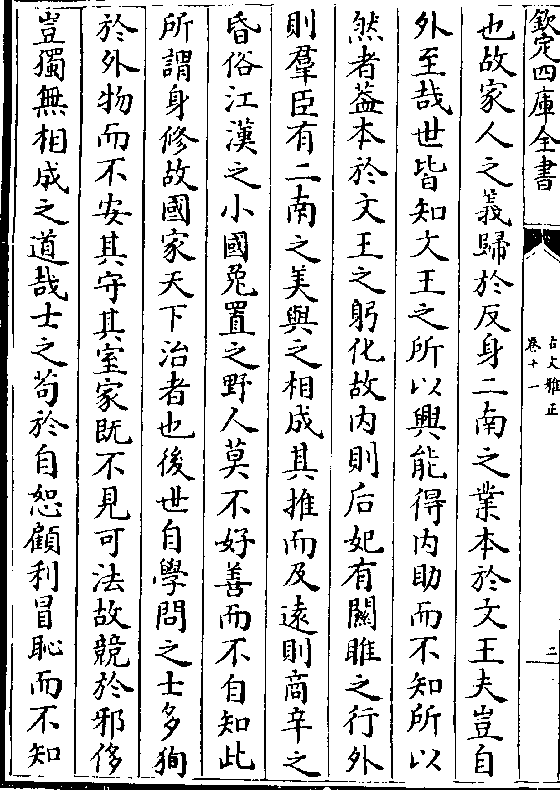 欽定四庫全書
古文雅正
卷十一
二
也故家人之義歸於反身二南之業本於文王夫豈自
外至哉世皆知文王之所以興能得内助而不知所以
然者葢本於文王之躬化故内則后妃有關雎之行外
則羣臣有二南之美與之相成其推而及逺則商辛之
昏俗江漢之小國兎罝之野人莫不好善而不自知此
所謂身修故國家天下治者也後世自學問之士多狥
於外物而不安其守其室家既不見可法故競於邪侈
豈獨無相成之道哉士之茍於自恕顧利冒恥而不知